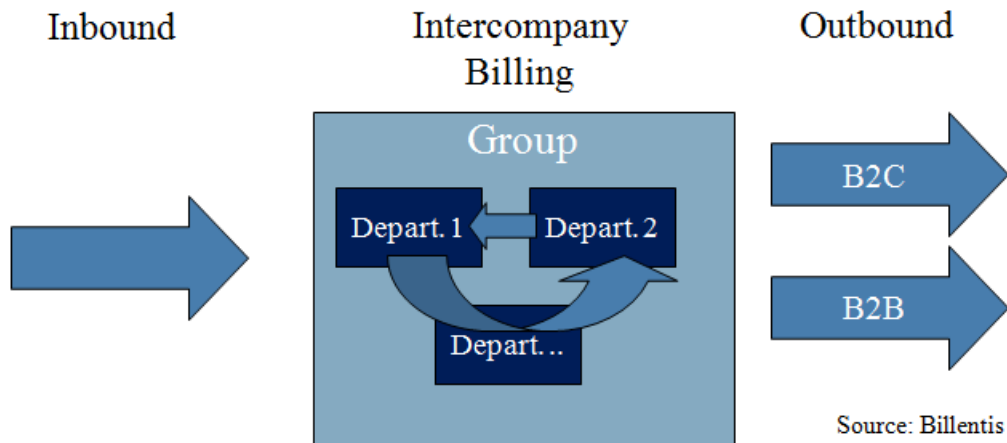 Inbound
Intercompany
Billing
Outbound
Group
Depart. 1
Depart. 2
Depart...
B2C
B2B
Source: Billentis